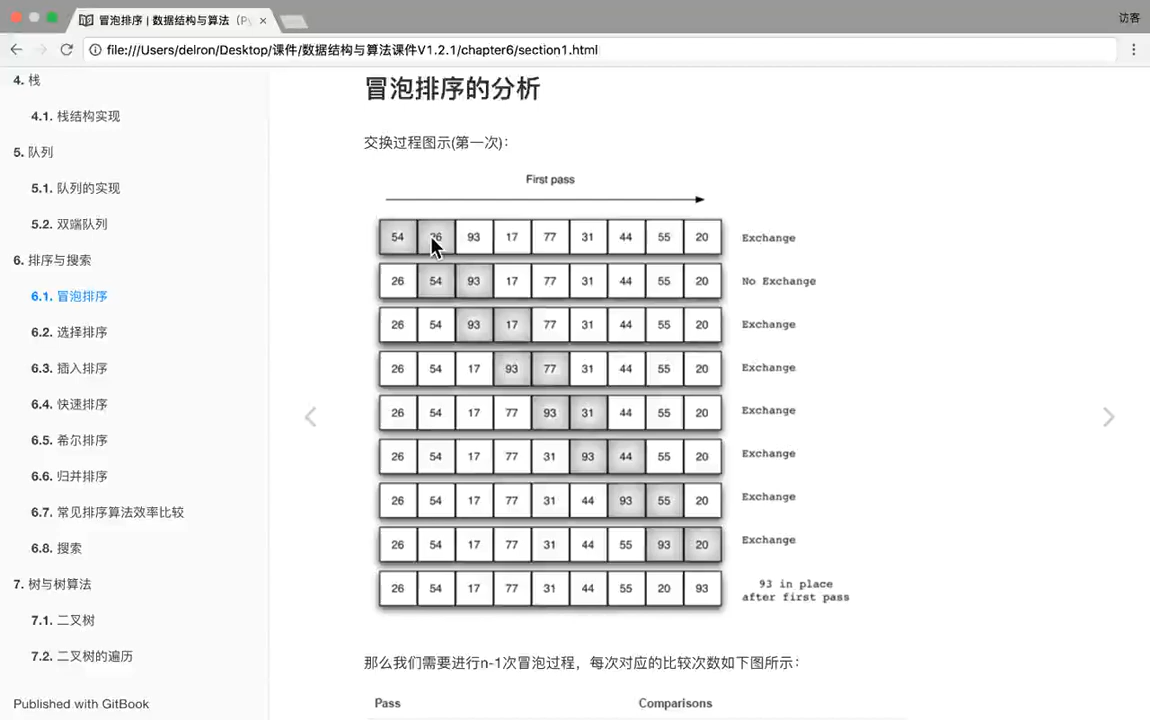 冒泡排序 | 数据结构与算法（Py
访客
file:///Users/delron/Desktop/课件/数据结构与算法课件V1.2.1/chapter6/section1.html
4. 栈
4.1. 栈结构实现
5. 队列
5.1. 队列的实现
5.2. 双端队列
6. 排序与搜索
6.1. 冒泡排序
6.2. 选择排序
6.3. 插入排序
6.4. 快速排序
6.5. 希尔排序
6.6. 归并排序
6.7. 常见排序算法效率比较
6.8. 搜索
7. 树与树算法
7.1. 二叉树
7.2. 二叉树的遍历
Published with GitBook
冒泡排序的分析
交换过程图示(第一次)：
First pass
54 26 93 17 77 31 44 55 20 Exchange
26 54 93 17 77 31 44 55 20 No Exchange
26 54 93 17 77 31 44 55 20 Exchange
26 54 17 93 77 31 44 55 20 Exchange
26 54 17 77 93 31 44 55 20 Exchange
26 54 17 77 31 93 44 55 20 Exchange
26 54 17 77 31 44 93 55 20 Exchange
26 54 17 77 31 44 55 93 20 Exchange
26 54 17 77 31 44 55 20 93 93 in place
after first pass
那么我们需要进行n-1次冒泡过程，每次对应的比较次数如下图所示：
Pass Comparisons